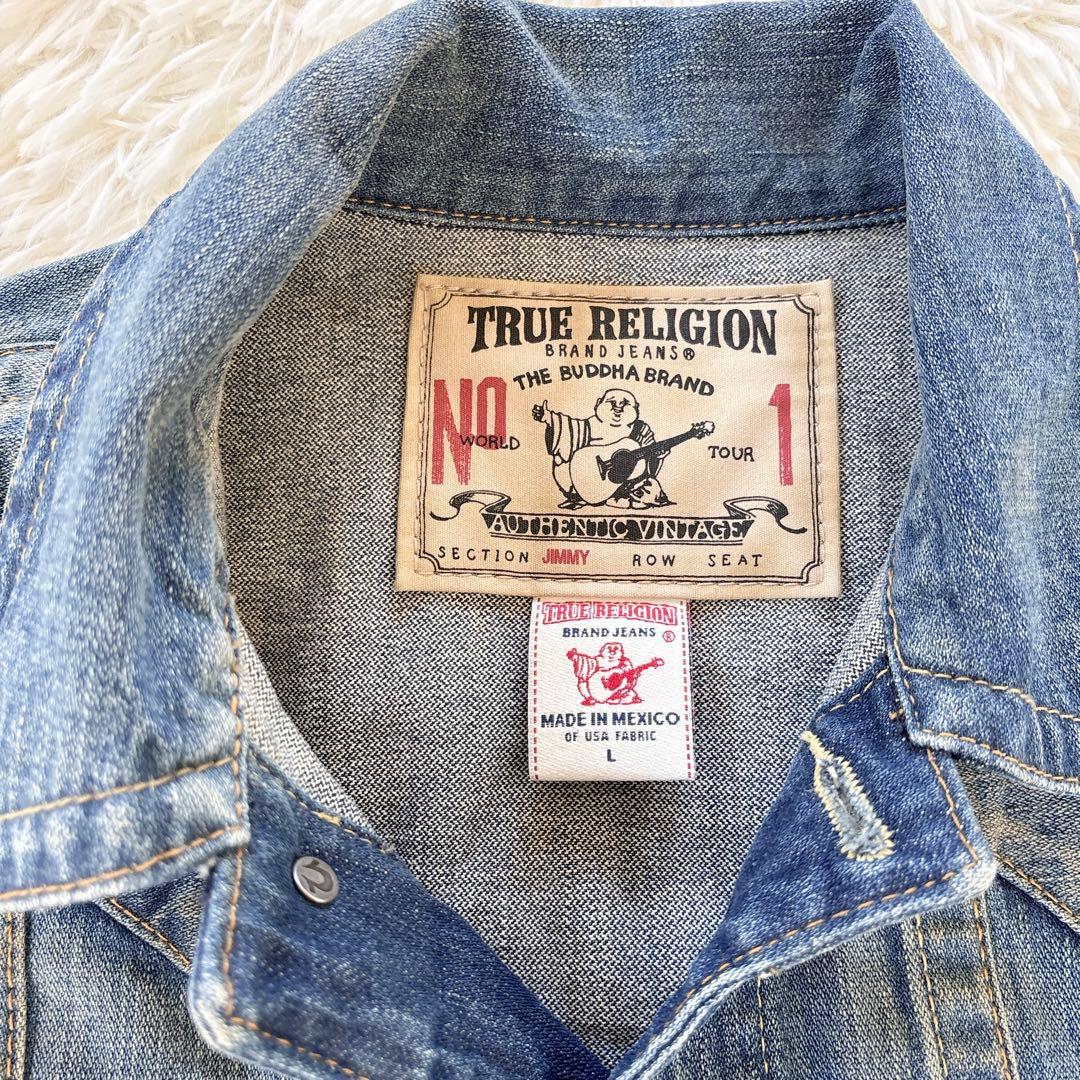 TRUE RELIGION
BRAND JEANS®
THE BUDDHA BRAND
NO 1
WORLD TOUR
AUTHENTIC VINTAGE
SECTION JIMMY ROW SEAT
TRUE RELIGION
BRAND JEANS ®
MADE IN MEXICO
OF USA FABRIC
L